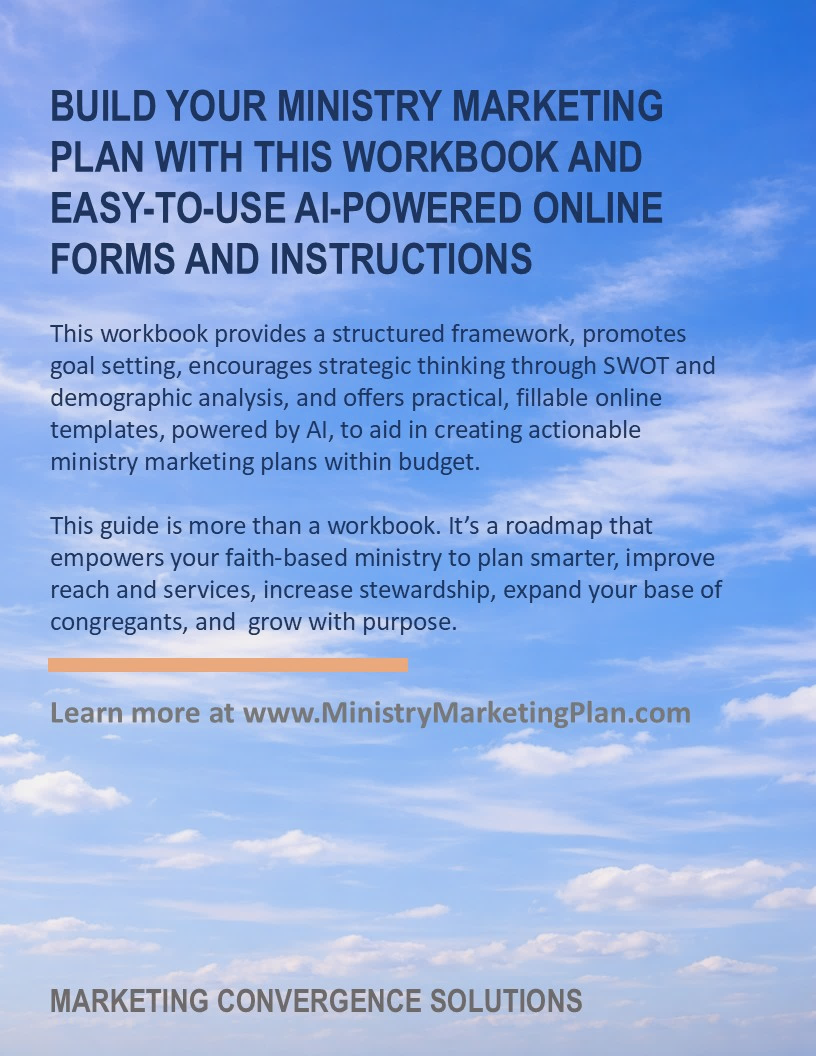 BUILD YOUR MINISTRY MARKETING
PLAN WITH THIS WORKBOOK AND
EASY-TO-USE AI-POWERED ONLINE
FORMS AND INSTRUCTIONS
This workbook provides a structured framework, promotes
goal setting, encourages strategic thinking through SWOT and
demographic analysis, and offers practical, fillable online
templates, powered by AI, to aid in creating actionable
ministry marketing plans within budget.
This guide is more than a workbook. It’s a roadmap that
empowers your faith-based ministry to plan smarter, improve
reach and services, increase stewardship, expand your base of
congregants, and  grow with purpose.
Learn more at www.MinistryMarketingPlan.com
MARKETING CONVERGENCE SOLUTIONS